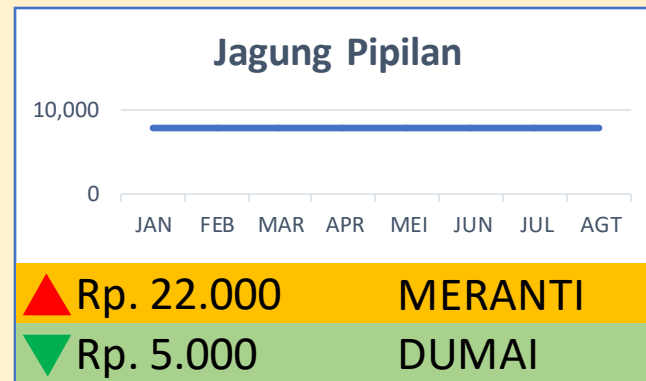 Jagung Pipilan
10,000
0
JAN FEB MAR APR MEI JUN JUL AGT
Rp. 22.000 MERANTI
Rp. 5.000 DUMAI